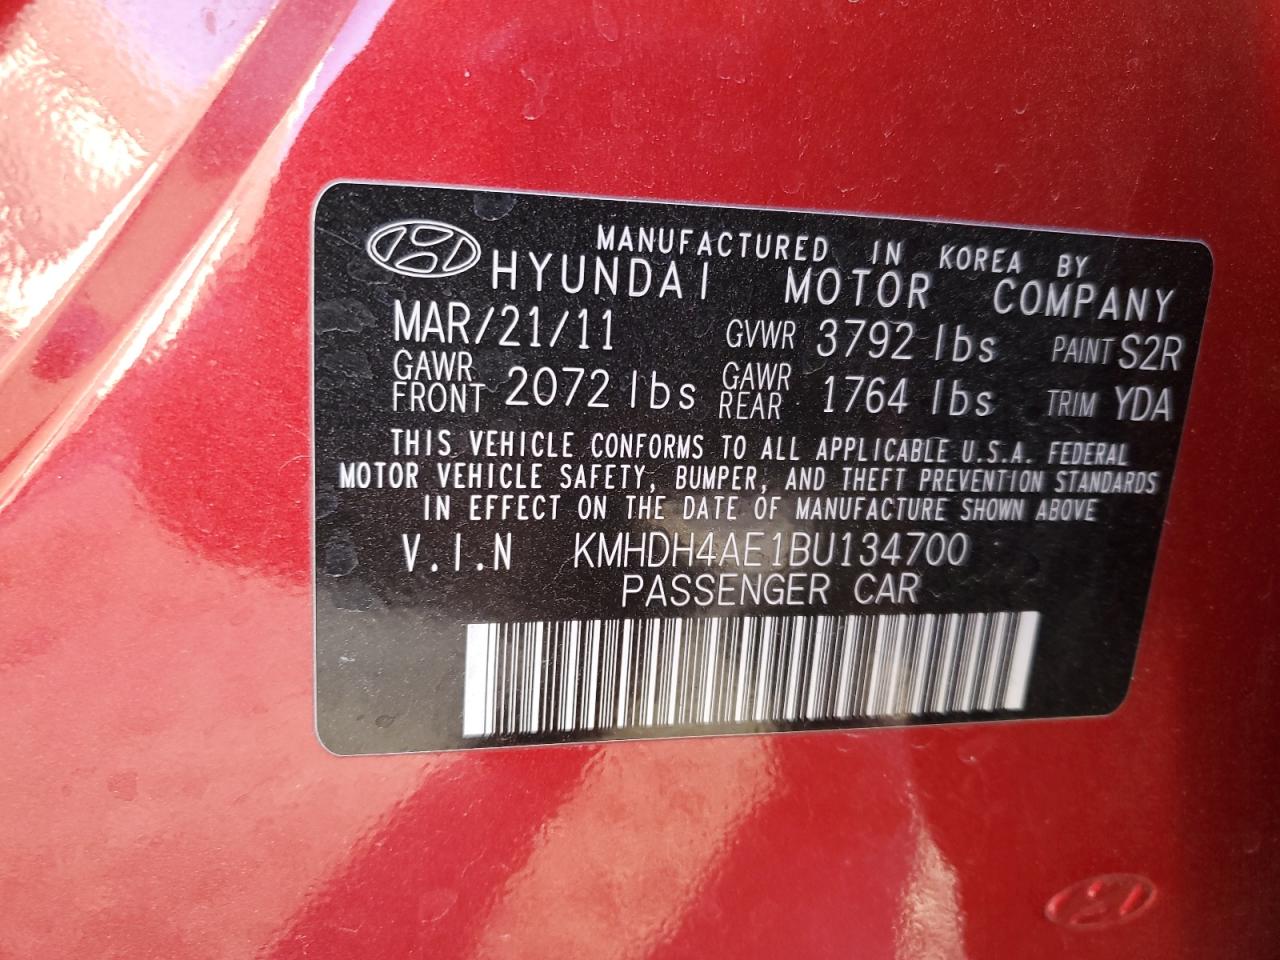 MANUFACTURED IN KOREA BY
HYUNDAI MOTOR COMPANY
MAR/21/11 GVWR 3792 lbs PAINT S2R
GAWR FRONT 2072 lbs GAWR REAR 1764 lbs TRIM YDA
THIS VEHICLE CONFORMS TO ALL APPLICABLE U.S.A. FEDERAL
MOTOR VEHICLE SAFETY, BUMPER, AND THEFT PREVENTION STANDARDS
IN EFFECT ON THE DATE OF MANUFACTURE SHOWN ABOVE
V.I.N KMHDH4AE1BU134700
PASSENGER CAR